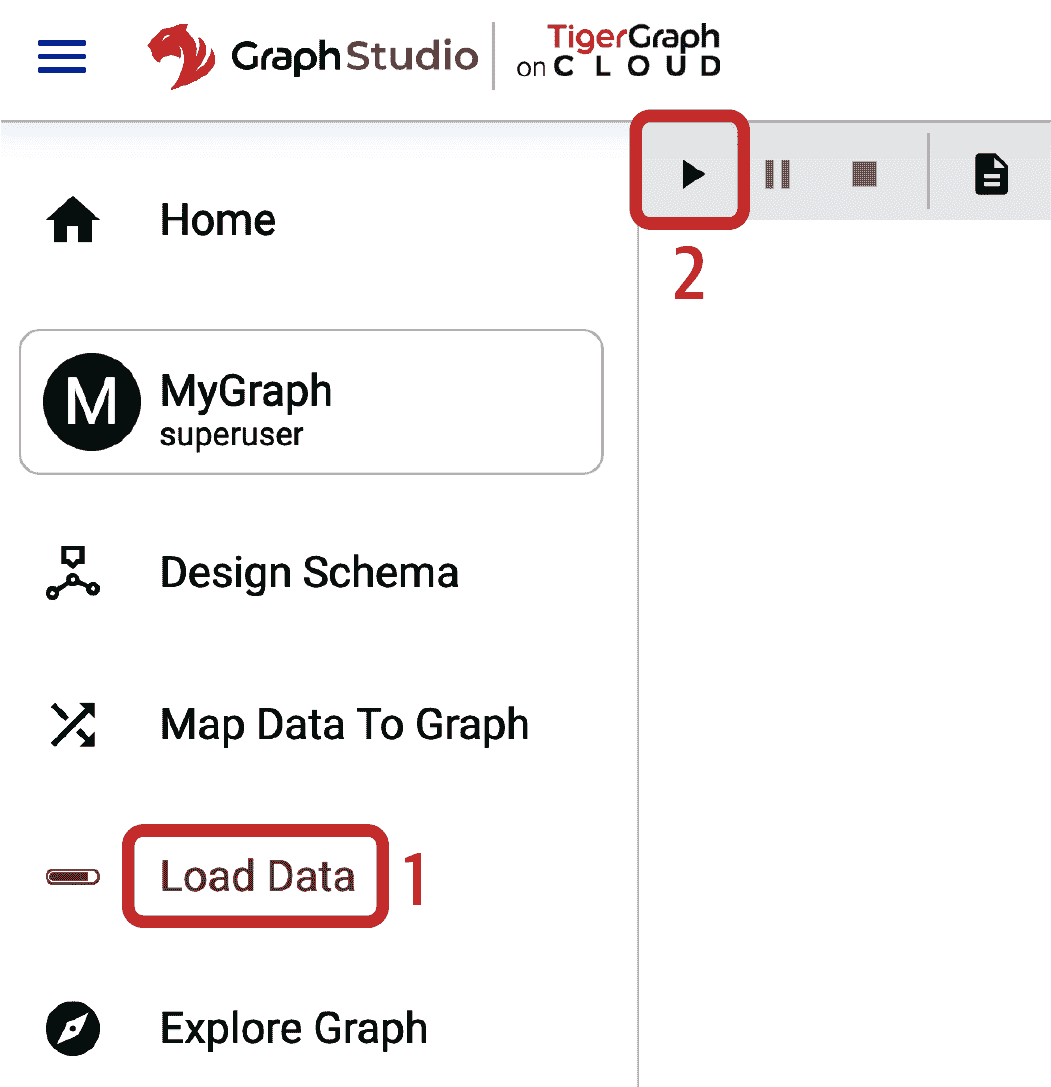 GraphStudio
TigerGraph
on CLOUD
Home
2
M
MyGraph
superuser
Design Schema
Map Data To Graph
Load Data 1
Explore Graph